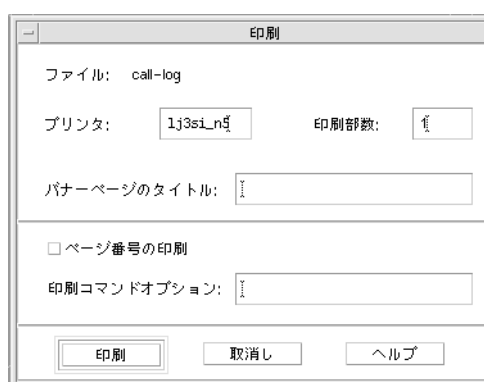 印刷
ファイル: call-log
プリンタ: lj3si_n5 印刷部数: 1
バナーページのタイトル:
ページ番号の印刷
印刷コマンドオプション:
印刷 取消し ヘルプ